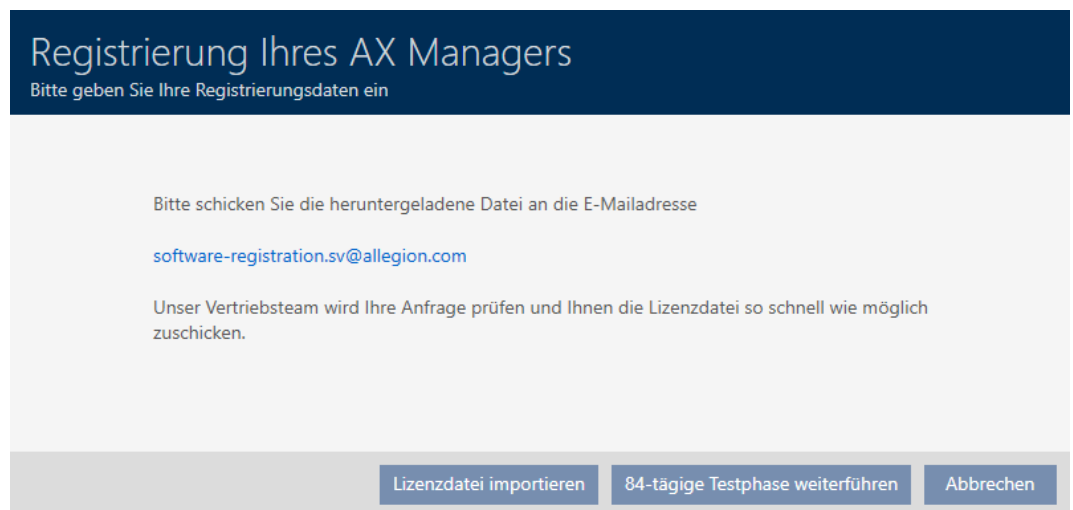 Registrierung Ihres AX Managers
Bitte geben Sie Ihre Registrierungsdaten ein
Bitte schicken Sie die heruntergeladene Datei an die E-Mailadresse
software-registration.sv@allegion.com
Unser Vertriebsteam wird Ihre Anfrage prüfen und Ihnen die Lizenzdatei so schnell wie möglich
zuschicken.
Lizenzdatei importieren
84-tägige Testphase weiterführen
Abbrechen